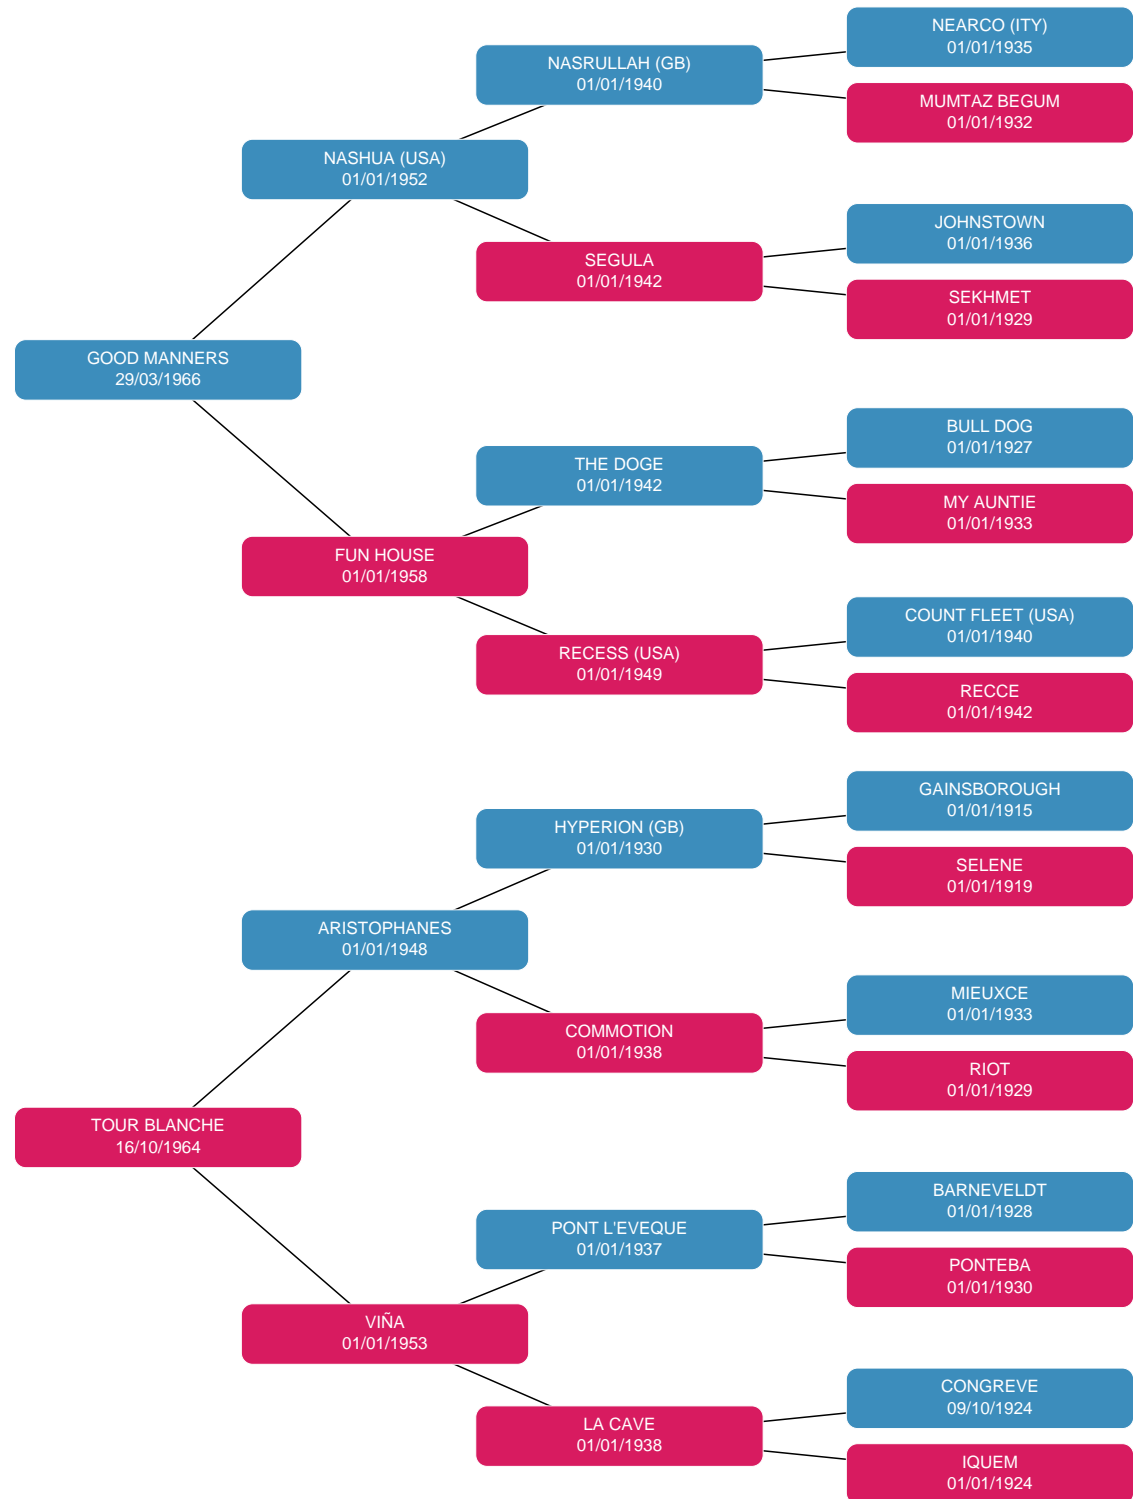 NEARCO (ITY)
01/01/1935
NASRULLAH (GB)
01/01/1940
MUMTAZ BEGUM
01/01/1932
NASHUA (USA)
01/01/1952
JOHNSTOWN
01/01/1936
SEGULA
01/01/1942
SEKHMET
01/01/1929
GOOD MANNERS
29/03/1966
BULL DOG
01/01/1927
THE DOGE
01/01/1942
MY AUNTIE
01/01/1933
FUN HOUSE
01/01/1958
COUNT FLEET (USA)
01/01/1940
RECESS (USA)
01/01/1949
RECCE
01/01/1942
GAINSBOROUGH
01/01/1915
HYPERION (GB)
01/01/1930
SELENE
01/01/1919
ARISTOPHANES
01/01/1948
MIEUXCE
01/01/1933
COMMOTION
01/01/1938
RIOT
01/01/1929
TOUR BLANCHE
16/10/1964
BARNEVELDT
01/01/1928
PONT L'EVEQUE
01/01/1937
PONTEBA
01/01/1930
VIÑA
01/01/1953
CONGREVE
09/10/1924
LA CAVE
01/01/1938
IQUEM
01/01/1924